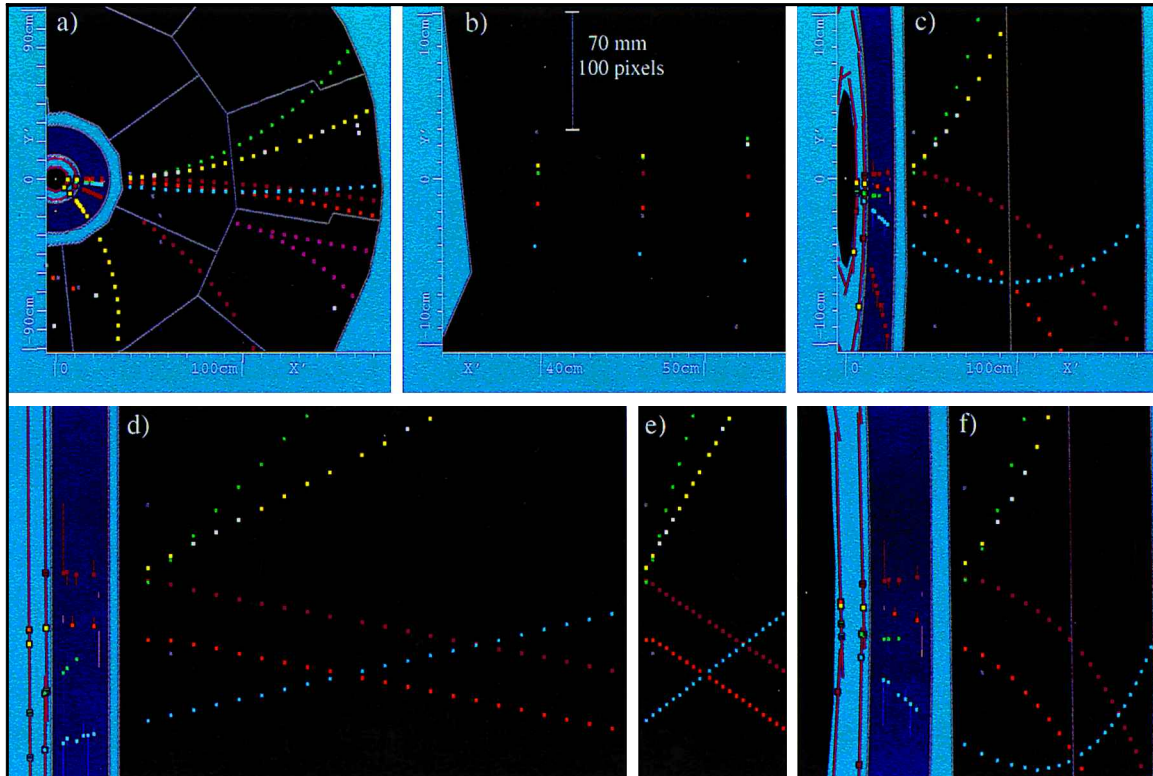 a)
90cm
Y'
0
-90cm
0
100cm
X'
b)
70 mm
100 pixels
10cm
Y'
0
-10cm
X'
40cm
50cm
c)
10cm
Y'
0
-10cm
0
100cm
X'
d)
e)
f)